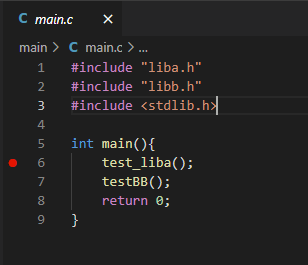 C main.c ×
main > C main.c > ...
1 #include "liba.h"
2 #include "libb.h"
3 #include <stdlib.h>
4
5 int main(){
6     test_liba();
7     testBB();
8     return 0;
9 }